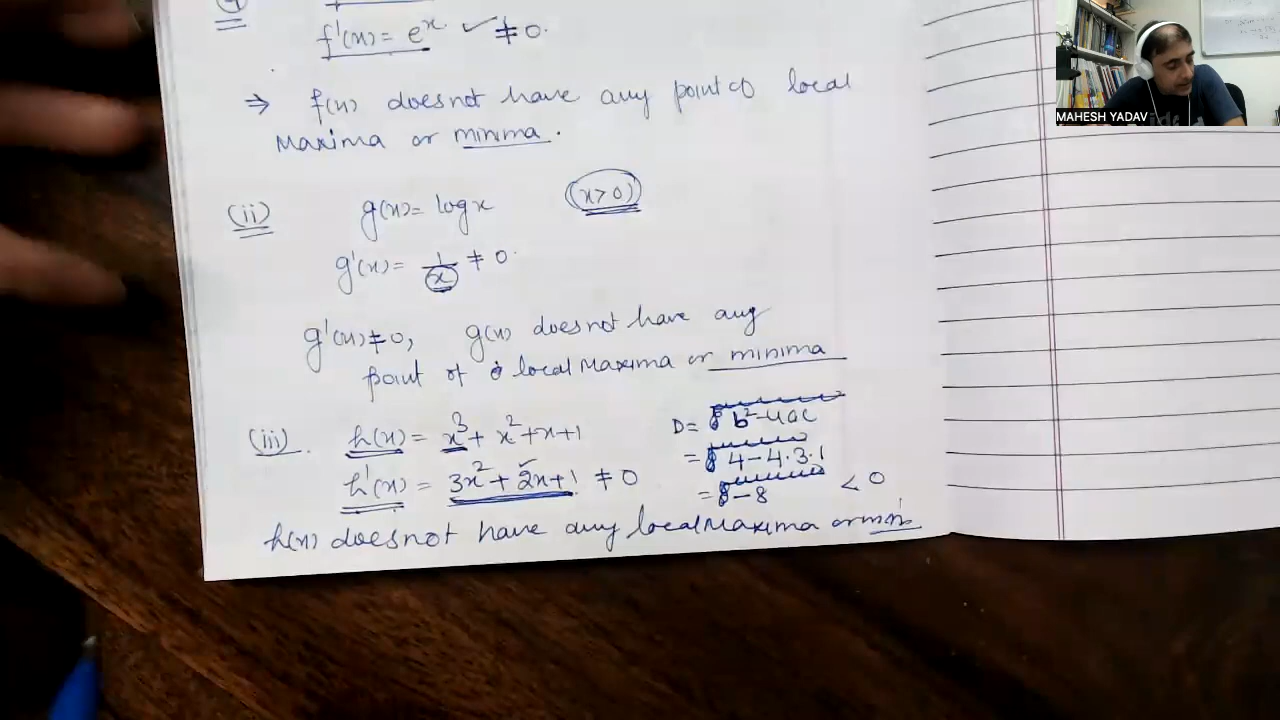 f'(x) = e^x ✓ ≠ 0.
⇒ f(x) does not have any point of local
Maxima or minima.
(ii) g(x) = log x (x > 0)
g'(x) = 1/x ≠ 0.
g'(x) ≠ 0, g(x) does not have any
point of local Maxima or minima
(iii). h(x) = x³ + x² + x + 1
h'(x) = 3x² + 2x + 1 ≠ 0
h(x) does not have any local Maxima or
D = b² - 4ac
= 4 - 4·3·1
= -8 < 0
MAHESH YADAV